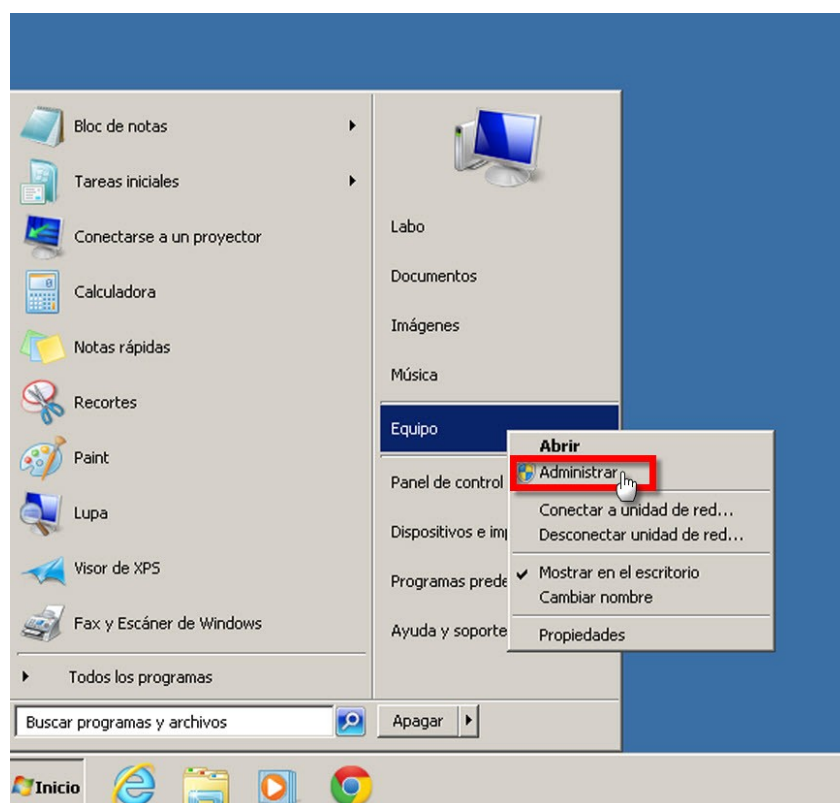 Bloc de notas
Tareas iniciales
Conectarse a un proyector
Calculadora
Notas rápidas
Recortes
Paint
Lupa
Visor de XPS
Fax y Escáner de Windows
Todos los programas
Buscar programas y archivos
Labo
Documentos
Imágenes
Música
Equipo
Panel de control
Dispositivos e im
Programas prede
Ayuda y soporte
Apagar
Abrir
Administrar
Conectar a unidad de red...
Desconectar unidad de red...
Mostrar en el escritorio
Cambiar nombre
Propiedades
Inicio